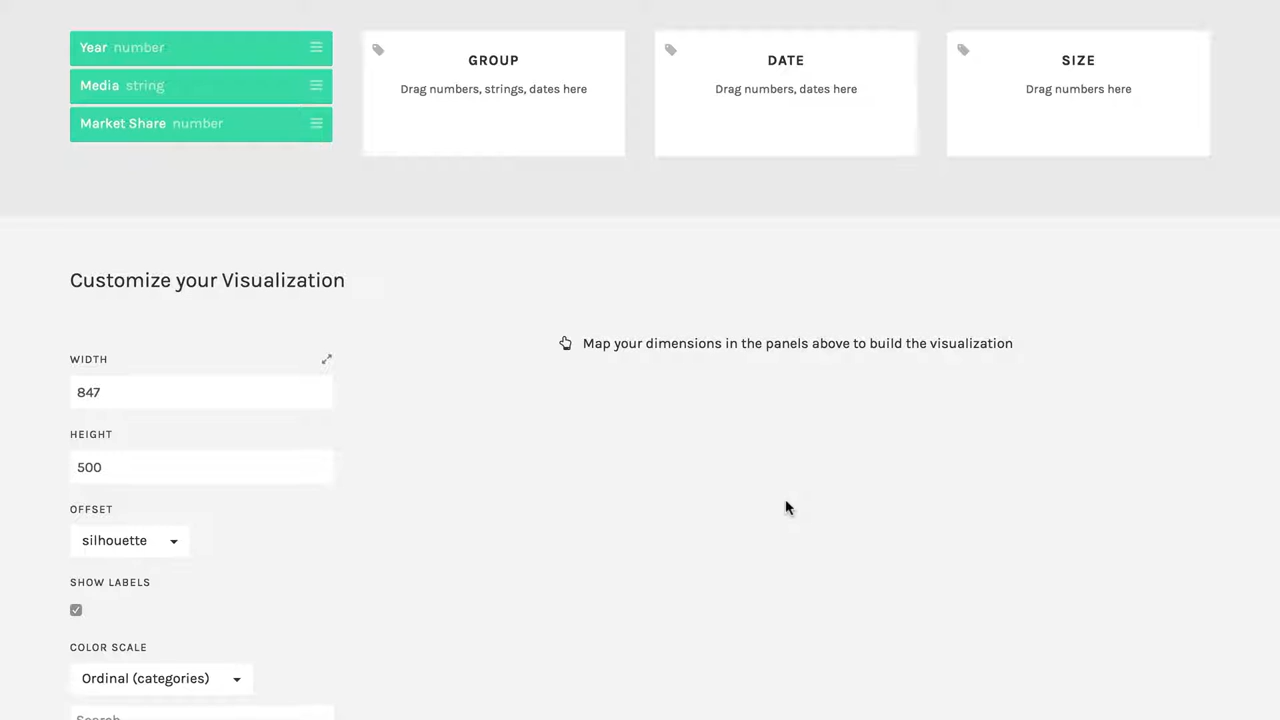 Year number
Media string
Market Share number
GROUP
Drag numbers, strings, dates here
DATE
Drag numbers, dates here
SIZE
Drag numbers here
Customize your Visualization
Map your dimensions in the panels above to build the visualization
WIDTH
847
HEIGHT
500
OFFSET
silhouette
SHOW LABELS
COLOR SCALE
Ordinal (categories)
Search